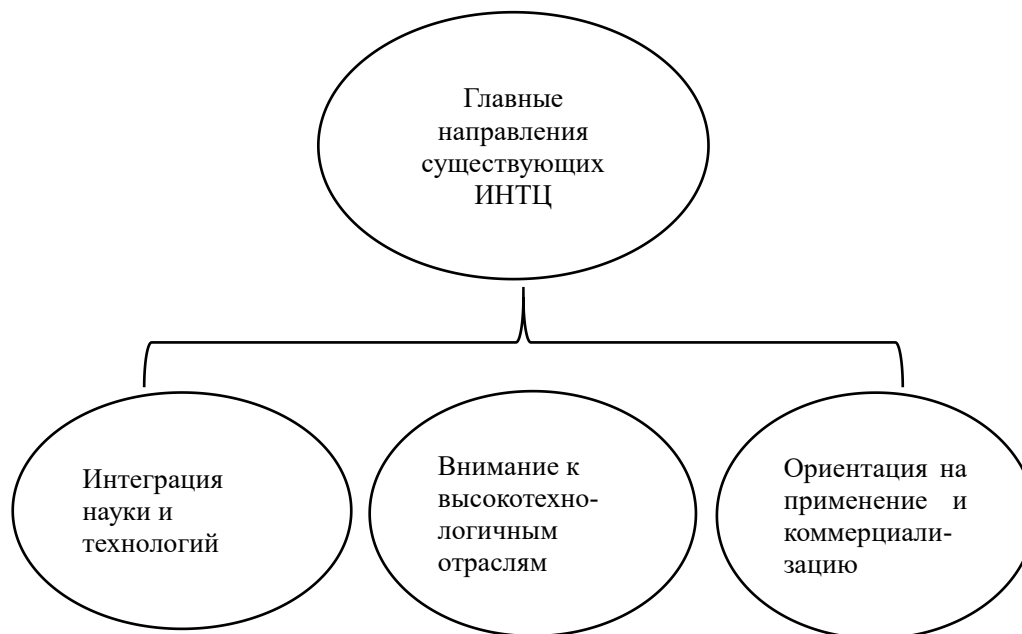 Главные
направления
существующих
ИНТЦ
Интеграция
науки и
технологий
Внимание к
высокотехно-
логичным
отраслям
Ориентация на
применение и
коммерциали-
зацию